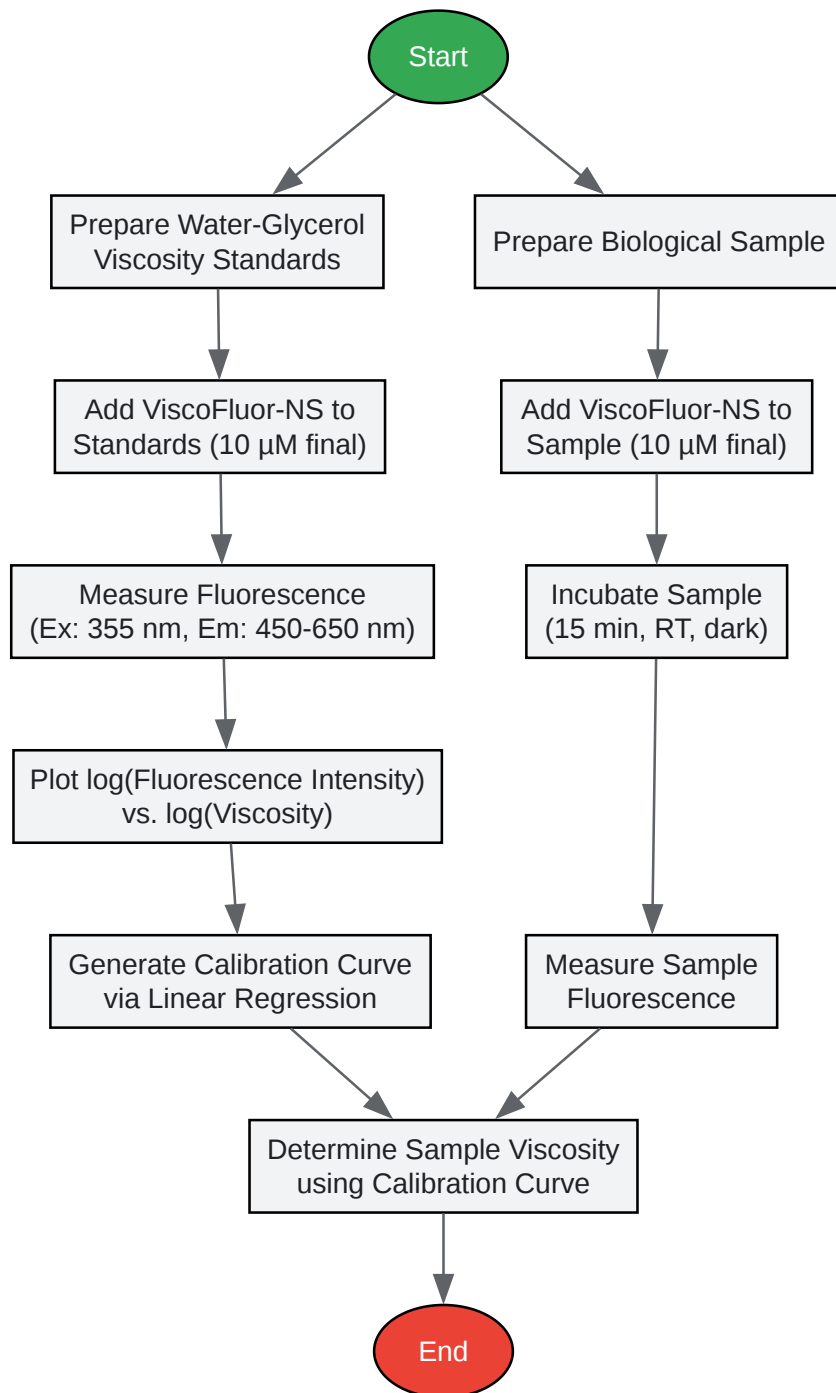 Start
Prepare Water-Glycerol
Viscosity Standards
Prepare Biological Sample
Add ViscoFluor-NS to
Standards (10 µM final)
Add ViscoFluor-NS to
Sample (10 µM final)
Measure Fluorescence
(Ex: 355 nm, Em: 450-650 nm)
Incubate Sample
(15 min, RT, dark)
Plot log(Fluorescence Intensity)
vs. log(Viscosity)
Generate Calibration Curve
via Linear Regression
Measure Sample
Fluorescence
Determine Sample Viscosity
using Calibration Curve
End